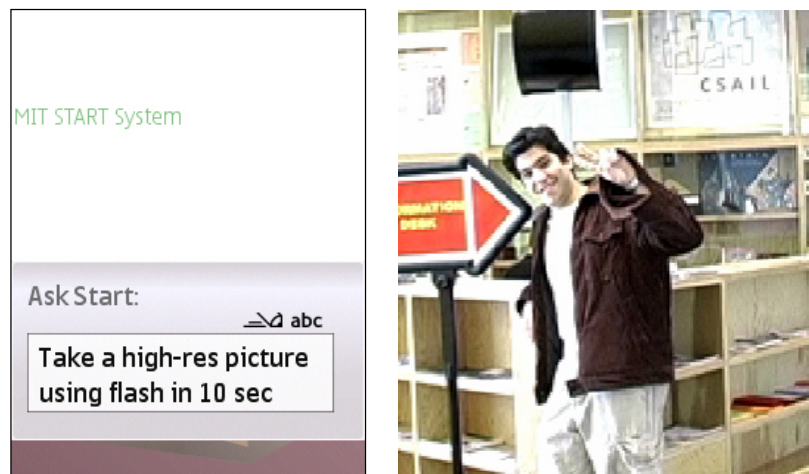 MIT START System
Ask Start:
abc
Take a high-res picture
using flash in 10 sec
CSAIL
DESK